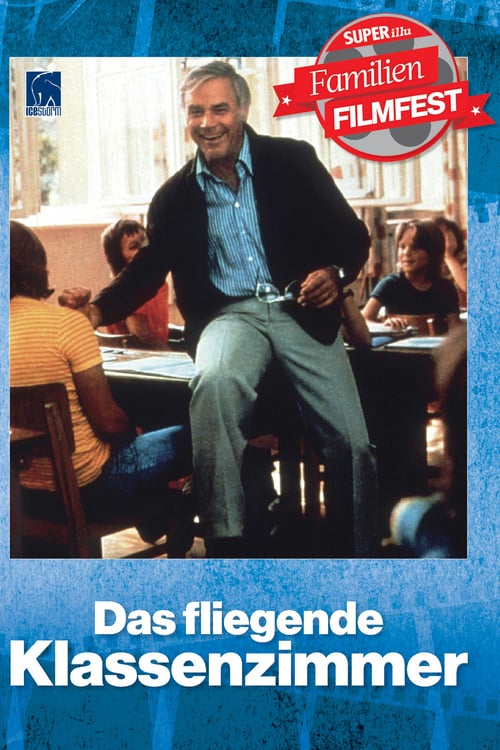 SUPER illu
Familien
FILMFEST
ICESTORM
Das fliegende
Klassenzimmer